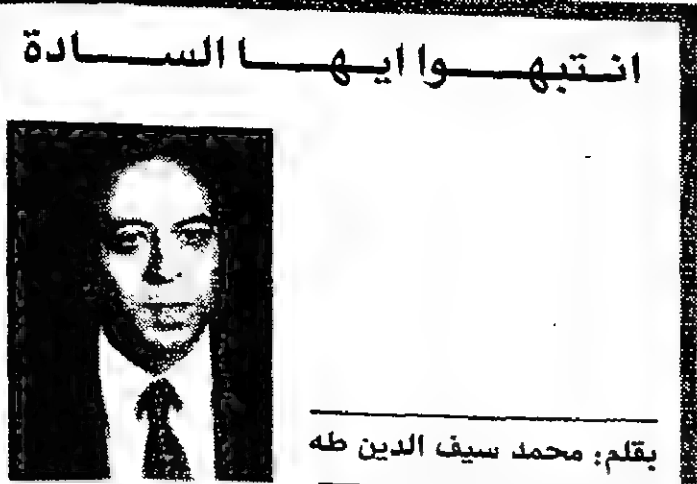 انتبهوا ايها السادة
بقلم: محمد سيف الدين طه